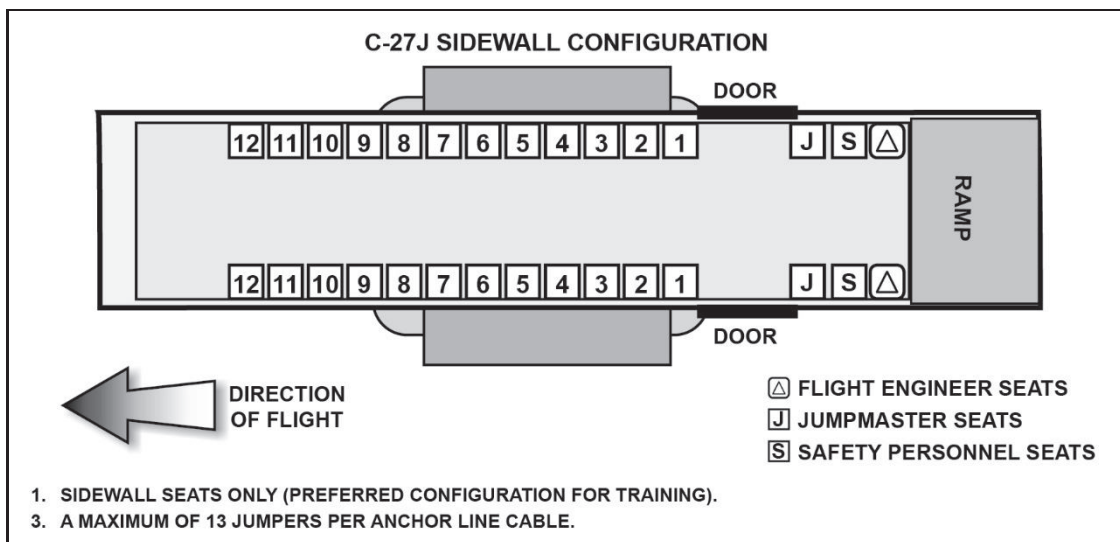 C-27J SIDEWALL CONFIGURATION
DOOR
12 11 10 9 8 7 6 5 4 3 2 1 J S
RAMP
12 11 10 9 8 7 6 5 4 3 2 1 J S
DOOR
DIRECTION
OF FLIGHT
FLIGHT ENGINEER SEATS
J JUMPMASTER SEATS
S SAFETY PERSONNEL SEATS
1. SIDEWALL SEATS ONLY (PREFERRED CONFIGURATION FOR TRAINING).
3. A MAXIMUM OF 13 JUMPERS PER ANCHOR LINE CABLE.